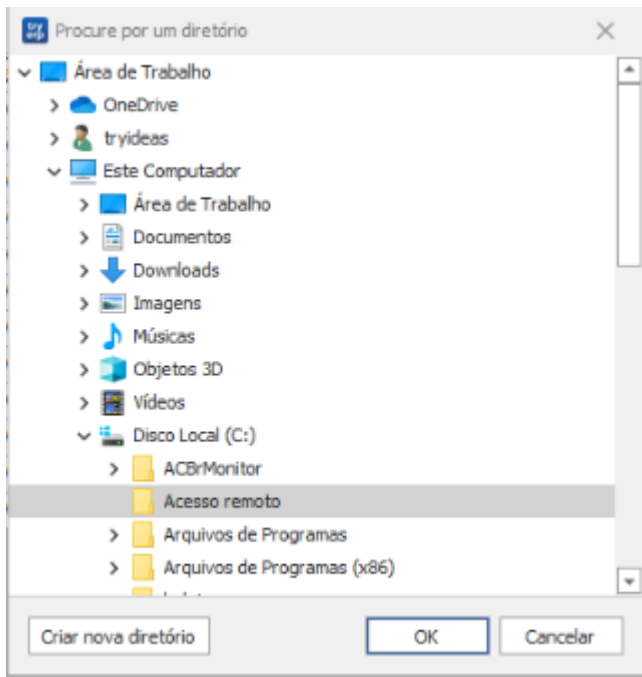 try erp
Procure por um diretório
Área de Trabalho
OneDrive
tryideas
Este Computador
Área de Trabalho
Documentos
Downloads
Imagens
Músicas
Objetos 3D
Vídeos
Disco Local (C:)
ACBrMonitor
Acesso remoto
Arquivos de Programas
Arquivos de Programas (x86)
Criar nova diretório
OK
Cancelar